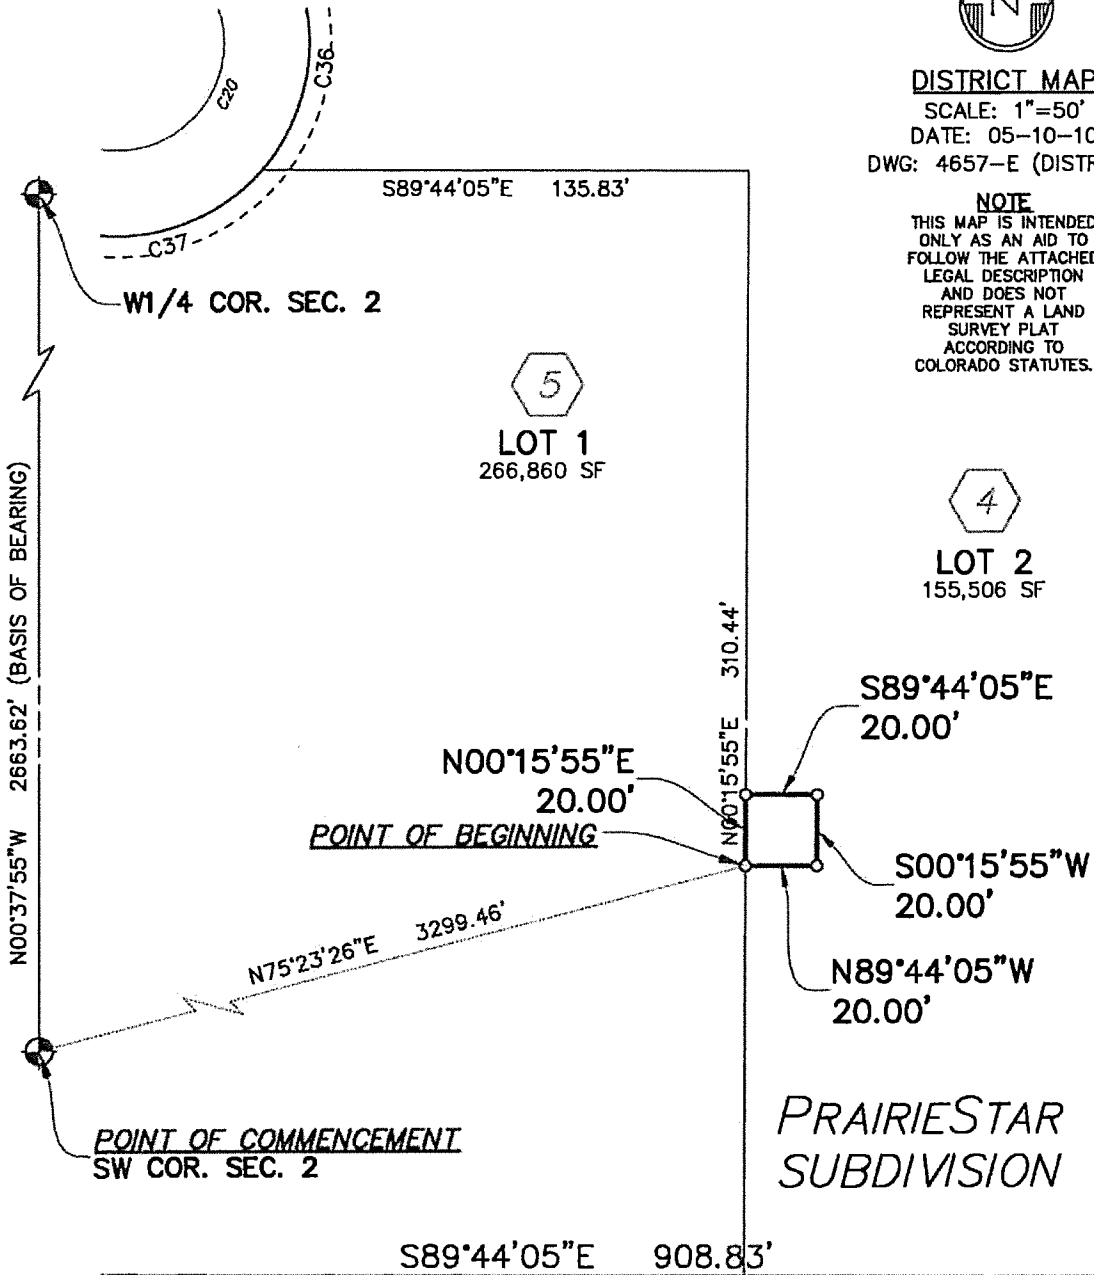 N
DISTRICT MAP
SCALE: 1"=50'
DATE: 05-10-10
DWG: 4657-E (DISTR
NOTE
THIS MAP IS INTENDED
ONLY AS AN AID TO
FOLLOW THE ATTACHED
LEGAL DESCRIPTION
AND DOES NOT
REPRESENT A LAND
SURVEY PLAT
ACCORDING TO
COLORADO STATUTES.
C20
C36
C37
S89°44'05"E 135.83'
W1/4 COR. SEC. 2
5
LOT 1
266,860 SF
4
LOT 2
155,506 SF
N00°37'55"W 2663.62' (BASIS OF BEARING)
N00°15'55"E 310.44'
S89°44'05"E
20.00'
N00°15'55"E
20.00'
POINT OF BEGINNING
S00°15'55"W
20.00'
N75°23'26"E 3299.46'
N89°44'05"W
20.00'
POINT OF COMMENCEMENT
SW COR. SEC. 2
PRAIRIESTAR
SUBDIVISION
S89°44'05"E 908.83'